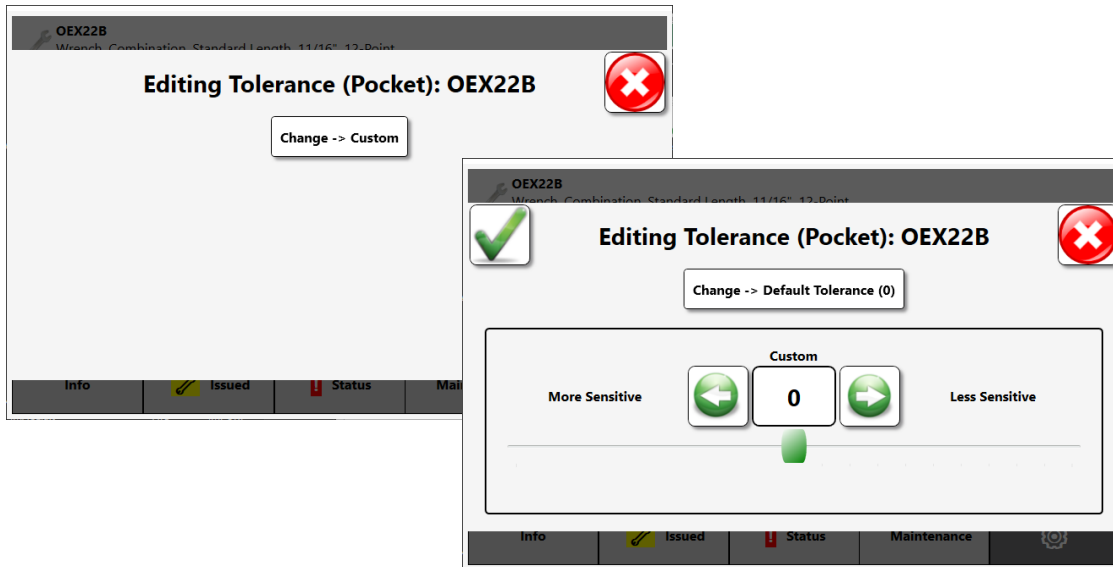 OEX22B
Wrench, Combination, Standard Length, 11/16", 12-Point
Editing Tolerance (Pocket): OEX22B
Change -> Custom
Info
Issued
Status
OEX22B
Wrench, Combination, Standard Length, 11/16", 12-Point
Editing Tolerance (Pocket): OEX22B
Change -> Default Tolerance (0)
Custom
More Sensitive
0
Less Sensitive
Info
Issued
Status
Maintenance